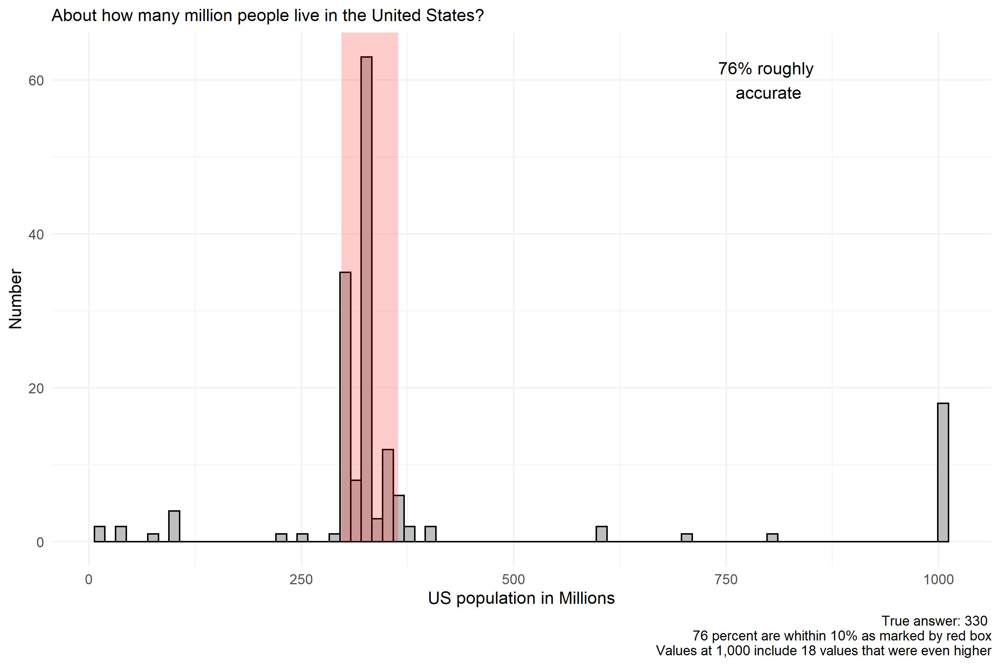 About how many million people live in the United States?
76% roughly
accurate
60
40
20
0
Number
0 250 500 750 1000
US population in Millions
True answer: 330
76 percent are whithin 10% as marked by red box
Values at 1,000 include 18 values that were even higher